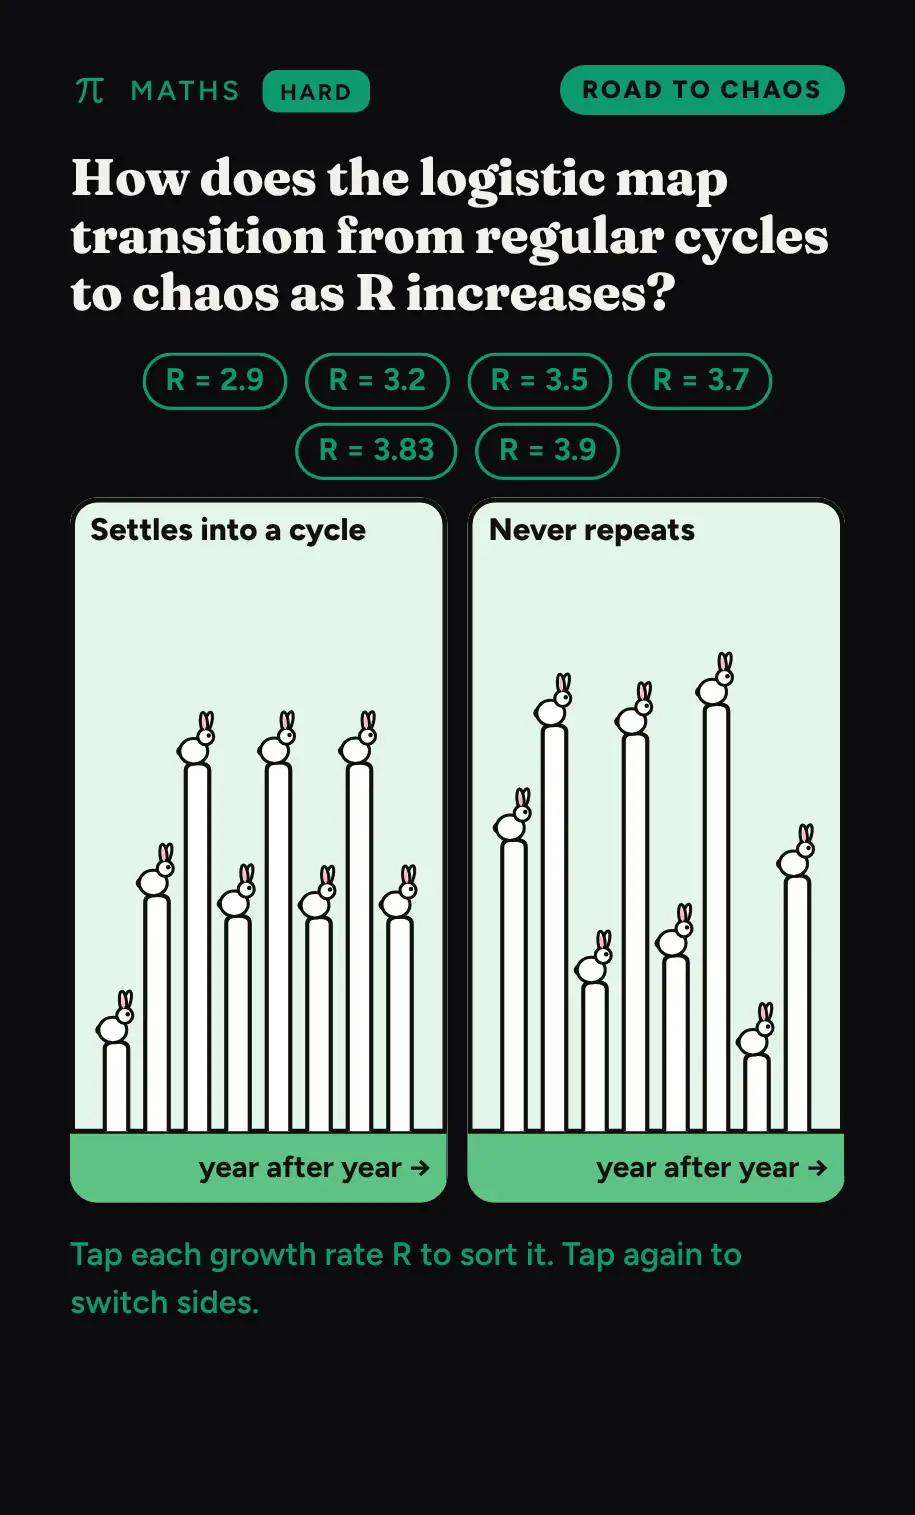 π MATHS HARD ROAD TO CHAOS
How does the logistic map
transition from regular cycles
to chaos as R increases?
R = 2.9 R = 3.2 R = 3.5 R = 3.7
R = 3.83 R = 3.9
Settles into a cycle
Never repeats
year after year →
year after year →
Tap each growth rate R to sort it. Tap again to
switch sides.